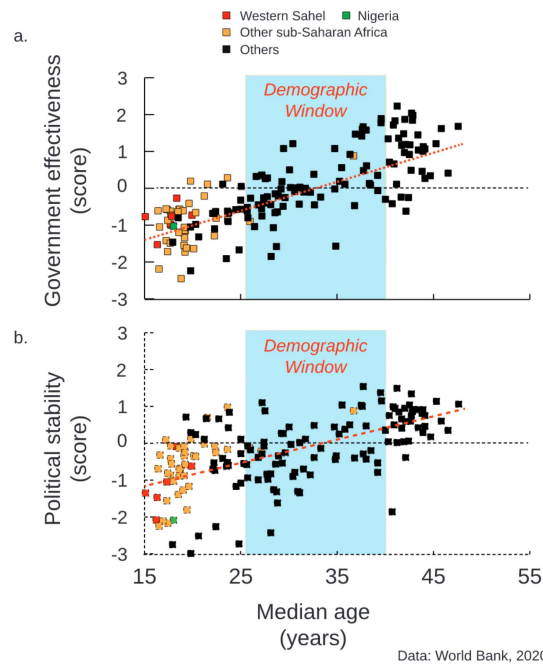 Western Sahel
Nigeria
Other sub-Saharan Africa
Others
a.
Government effectiveness
(score)
3
2
1
0
-1
-2
-3
Demographic
Window
b.
Political stability
(score)
3
2
1
0
-1
-2
-3
Demographic
Window
15 25 35 45 55
Median age
(years)
Data: World Bank, 2020